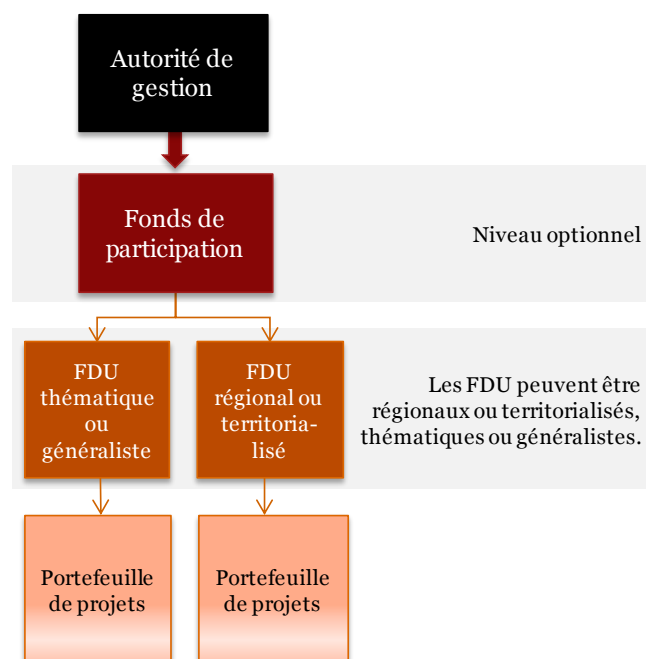 Autorité de
gestion
Fonds de
participation
Niveau optionnel
FDU
thématique
ou
généraliste
FDU
régional ou
territoria-
lisé
Les FDU peuvent être
régionaux ou territorialisés,
thématiques ou généralistes.
Portefeuille
de projets
Portefeuille
de projets